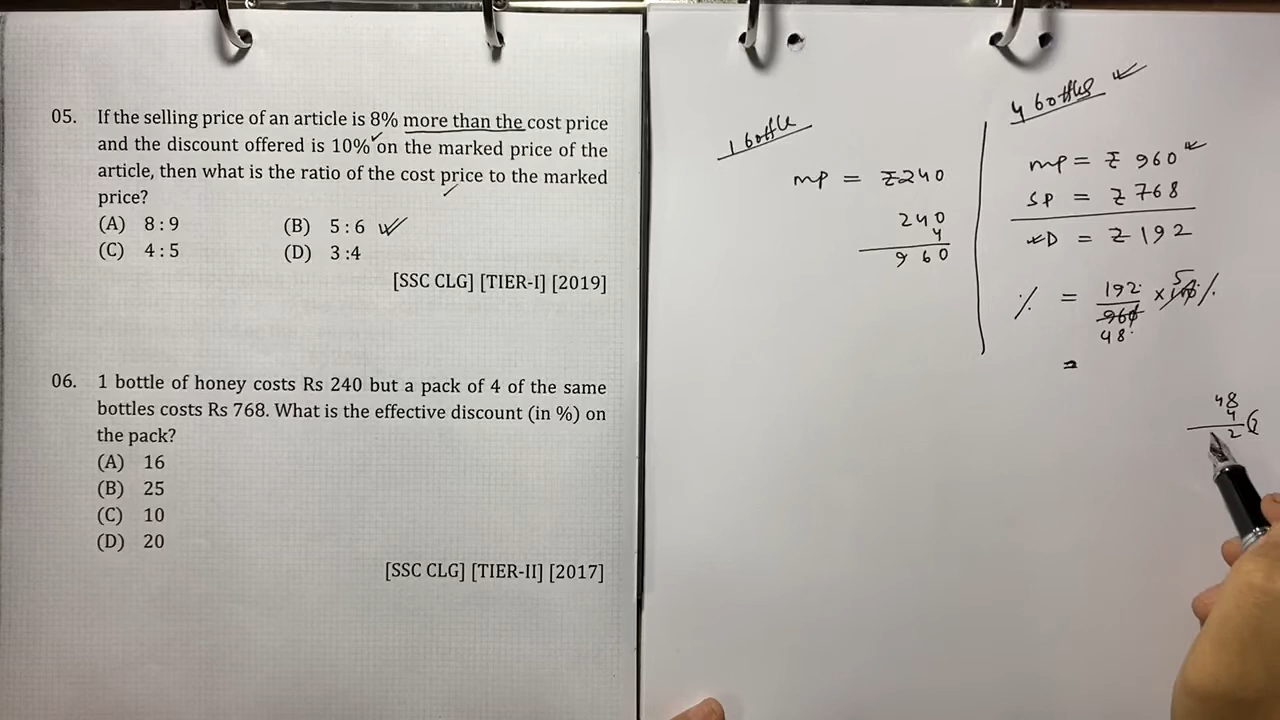 05. If the selling price of an article is 8% more than the cost price
and the discount offered is 10% on the marked price of the
article, then what is the ratio of the cost price to the marked
price?
(A) 8 : 9 (B) 5 : 6
(C) 4 : 5 (D) 3 : 4
[SSC CLG] [TIER-I] [2019]
06. 1 bottle of honey costs Rs 240 but a pack of 4 of the same
bottles costs Rs 768. What is the effective discount (in %) on
the pack?
(A) 16
(B) 25
(C) 10
(D) 20
[SSC CLG] [TIER-II] [2017]
1 bottle
MP = ₹240
240
4
960
4 bottles
MP = ₹ 960
SP = ₹ 768
D = ₹ 192
% = 192/960 × 100 %
5
48
=
48
4
2